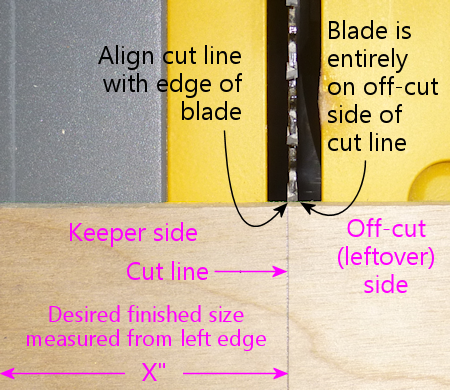 Align cut line
with edge of
blade
Blade is
entirely
on off-cut
side of
cut line
Keeper side
Off-cut
(leftover)
side
Cut line
Desired finished size
measured from left edge
X"